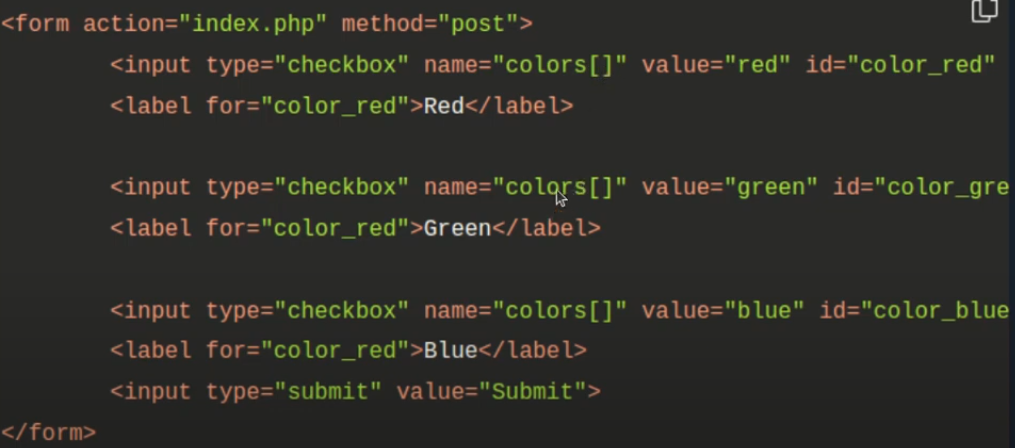 <form action="index.php" method="post">
<input type="checkbox" name="colors[]" value="red" id="color_red"
<label for="color_red">Red</label>
<input type="checkbox" name="colors[]" value="green" id="color_gre
<label for="color_red">Green</label>
<input type="checkbox" name="colors[]" value="blue" id="color_blue
<label for="color_red">Blue</label>
<input type="submit" value="Submit">
</form>